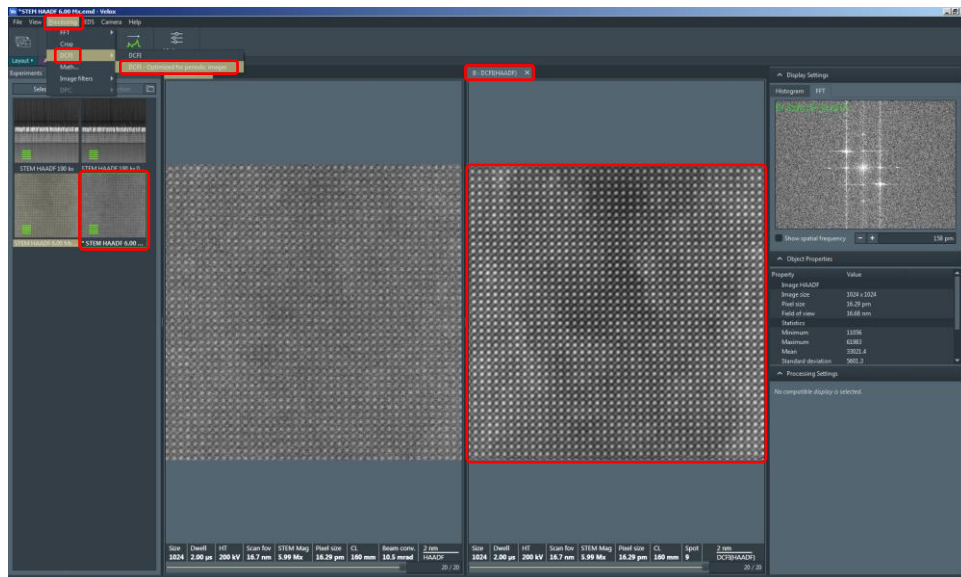 *STEM HAADF 6.00 Mx.emd - Velox
File View Processing EDS Camera Help
FFT
Crop
DCFI
Math...
Image filters
DPC
DCFI
DCFI - Optimized for periodic images
Layout
Experiments
STEM HAADF 100 kx
STEM HAADF 6.00 Mx
* STEM HAADF 6.00 ...
8 - DCFI(HAADF) ×
Size Dwell HT Scan fov STEM Mag Pixel size CL Beam conv. 2 nm
1024 2.00 µs 200 kV 16.7 nm 5.99 Mx 16.29 pm 160 mm 10.5 mrad HAADF
20 / 20
Size Dwell HT Scan fov STEM Mag Pixel size CL Spot 2 nm
1024 2.00 µs 200 kV 16.7 nm 5.99 Mx 16.29 pm 160 mm 9 DCFI(HAADF)
20 / 20
Display Settings
Histogram FFT
Show spatial frequency - + 158 pm
Object Properties
Property Value
Image HAADF
Image size 1024 x 1024
Pixel size 16.29 pm
Field of view 16.68 nm
Statistics
Minimum 11036
Maximum 61983
Mean 33021.4
Standard deviation 5601.3
Processing Settings
No compatible display is selected.